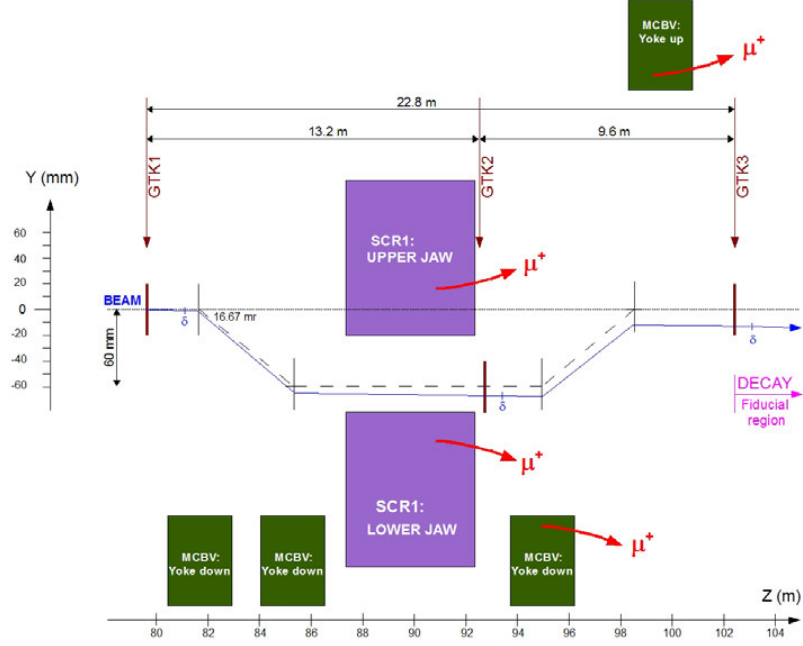 MCBV:
Yoke up
μ+
22.8 m
13.2 m
9.6 m
GTK1
GTK2
GTK3
Y (mm)
60
40
20
0
-20
-40
-60
SCR1:
UPPER JAW
μ+
BEAM
δ
16.67 mr
60 mm
δ
δ
DECAY
Fiducial
region
SCR1:
LOWER JAW
μ+
MCBV:
Yoke down
MCBV:
Yoke down
MCBV:
Yoke down
μ+
Z (m)
80 82 84 86 88 90 92 94 96 98 100 102 104